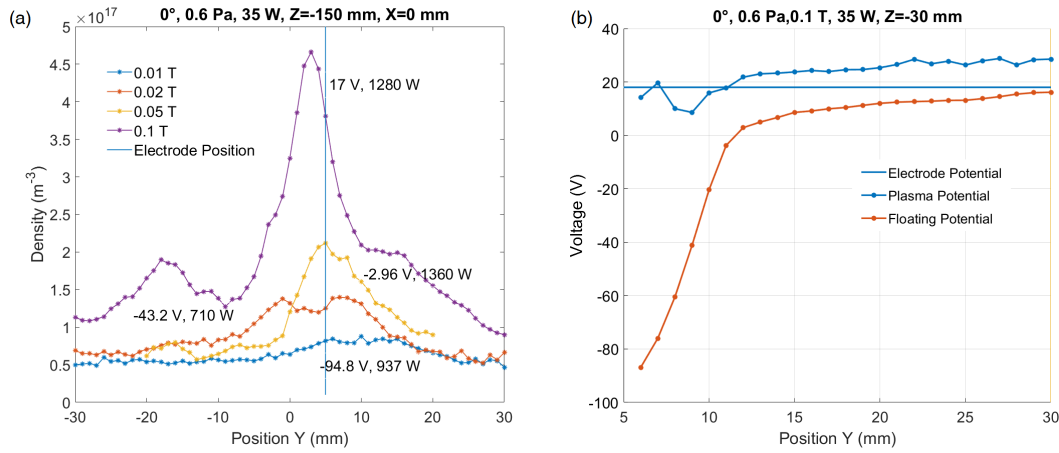 (a)
0°, 0.6 Pa, 35 W, Z=-150 mm, X=0 mm
×10¹⁷
5
4.5
4
3.5
3
2.5
2
1.5
1
0.5
0
Density (m⁻³)
0.01 T
0.02 T
0.05 T
0.1 T
Electrode Position
17 V, 1280 W
-2.96 V, 1360 W
-43.2 V, 710 W
-94.8 V, 937 W
-30 -20 -10 0 10 20 30
Position Y (mm)
(b)
0°, 0.6 Pa,0.1 T, 35 W, Z=-30 mm
40
20
0
-20
-40
-60
-80
-100
Voltage (V)
Electrode Potential
Plasma Potential
Floating Potential
5 10 15 20 25 30
Position Y (mm)